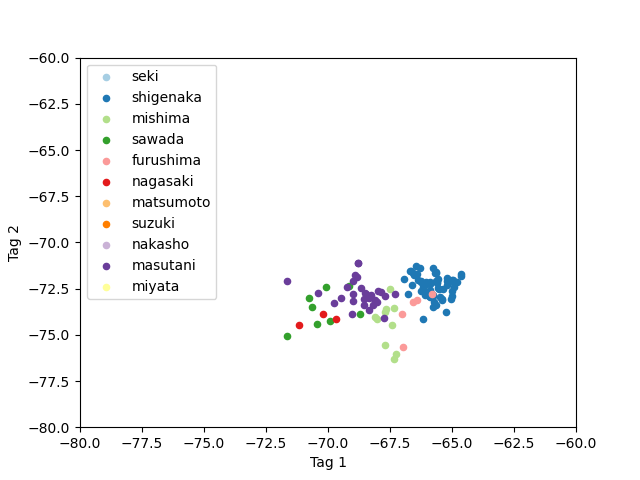 −60.0
−62.5
−65.0
−67.5
−70.0
−72.5
−75.0
−77.5
−80.0
Tag 2
seki
shigenaka
mishima
sawada
furushima
nagasaki
matsumoto
suzuki
nakasho
masutani
miyata
−80.0 −77.5 −75.0 −72.5 −70.0 −67.5 −65.0 −62.5 −60.0
Tag 1